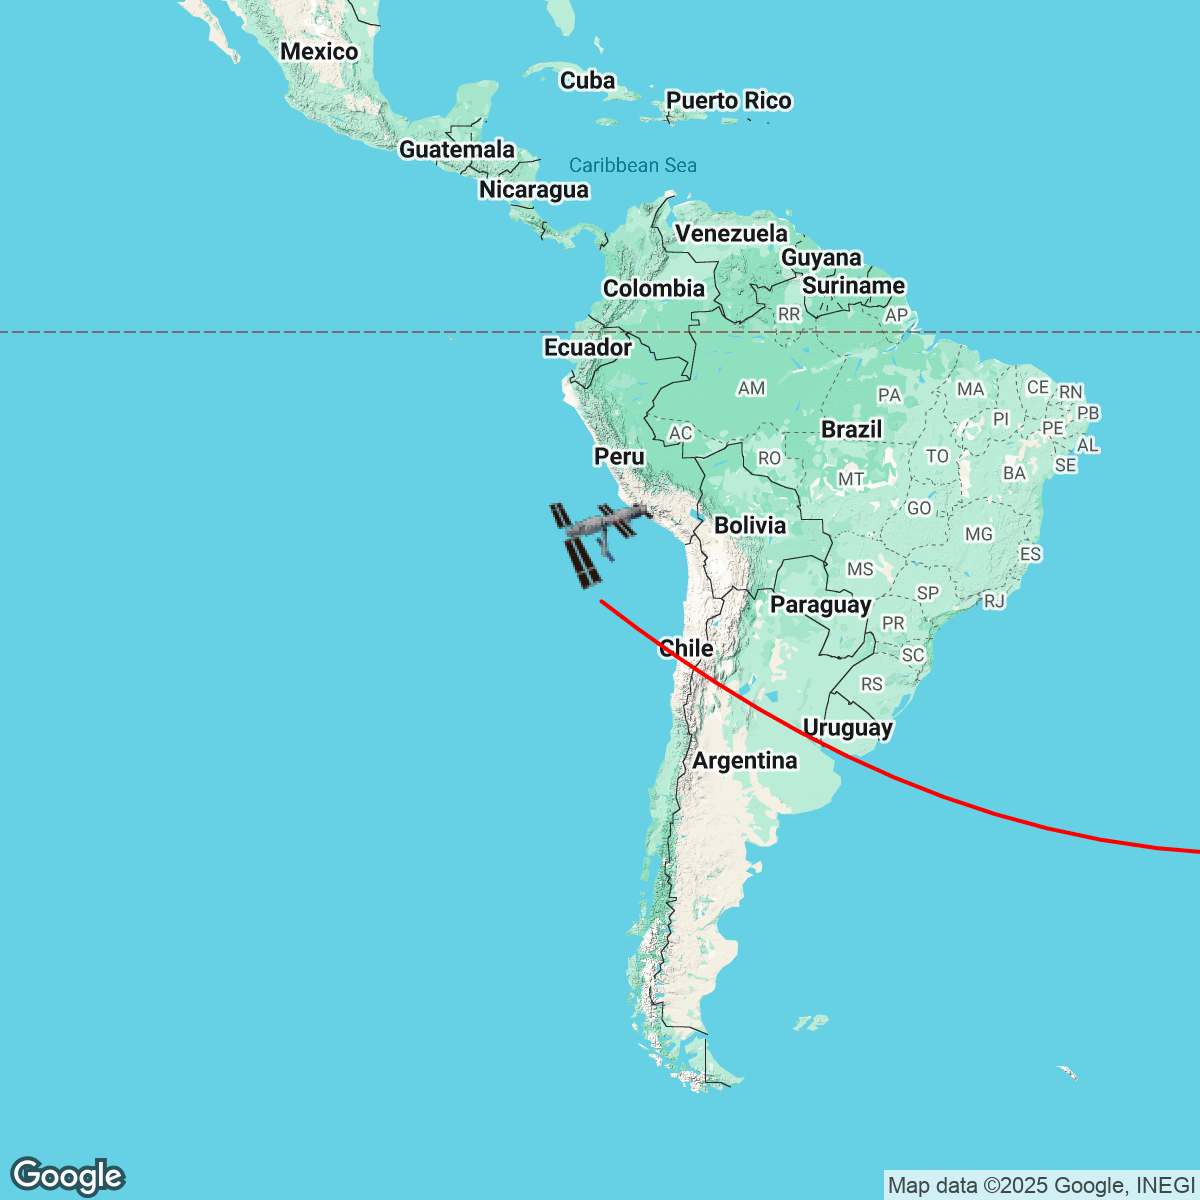 Mexico
Cuba
Puerto Rico
Guatemala
Caribbean Sea
Nicaragua
Venezuela
Guyana
Colombia
Suriname
RR
AP
Ecuador
AM
PA
MA
CE
RN
PB
PI
PE
AL
AC
Brazil
Peru
RO
TO
SE
BA
MT
GO
Bolivia
MG
ES
MS
SP
RJ
Paraguay
PR
Chile
SC
RS
Uruguay
Argentina
Google
Map data ©2025 Google, INEGI